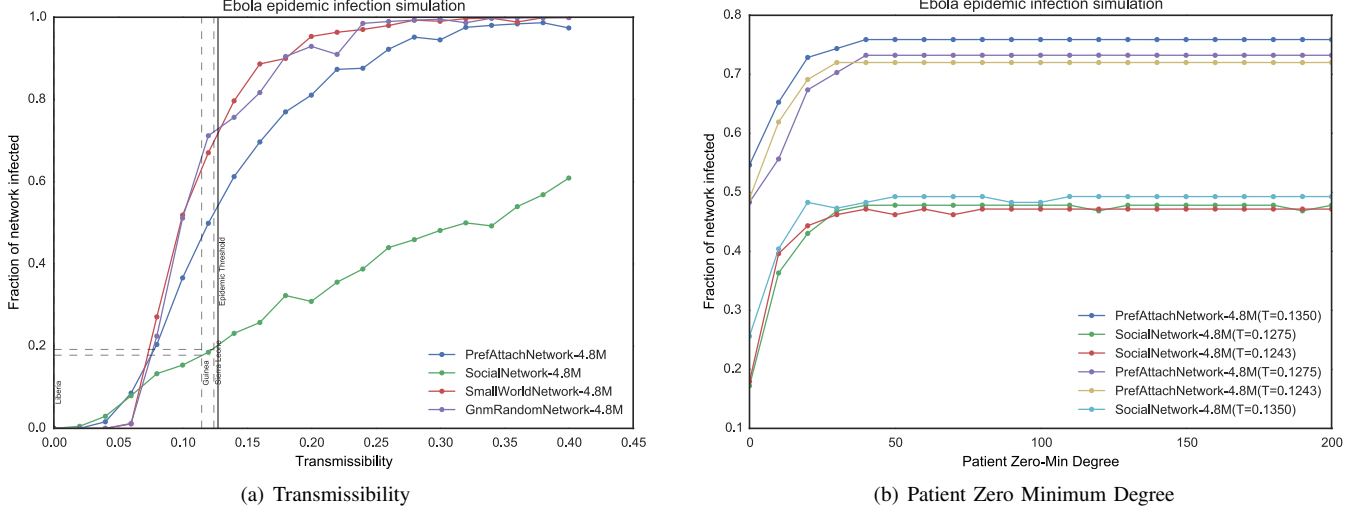 Ebola epidemic infection simulation
1.0
0.8
0.6
0.4
0.2
0.0
Fraction of network infected
Liberia
Guinea
Sierra Leone
Epidemic Threshold
PrefAttachNetwork-4.8M
SocialNetwork-4.8M
SmallWorldNetwork-4.8M
GnmRandomNetwork-4.8M
0.00 0.05 0.10 0.15 0.20 0.25 0.30 0.35 0.40 0.45
Transmissibility
(a) Transmissibility
Ebola epidemic infection simulation
0.8
0.7
0.6
0.5
0.4
0.3
0.2
0.1
Fraction of network infected
PrefAttachNetwork-4.8M(T=0.1350)
SocialNetwork-4.8M(T=0.1275)
SocialNetwork-4.8M(T=0.1243)
PrefAttachNetwork-4.8M(T=0.1275)
PrefAttachNetwork-4.8M(T=0.1243)
SocialNetwork-4.8M(T=0.1350)
0 50 100 150 200
Patient Zero-Min Degree
(b) Patient Zero Minimum Degree